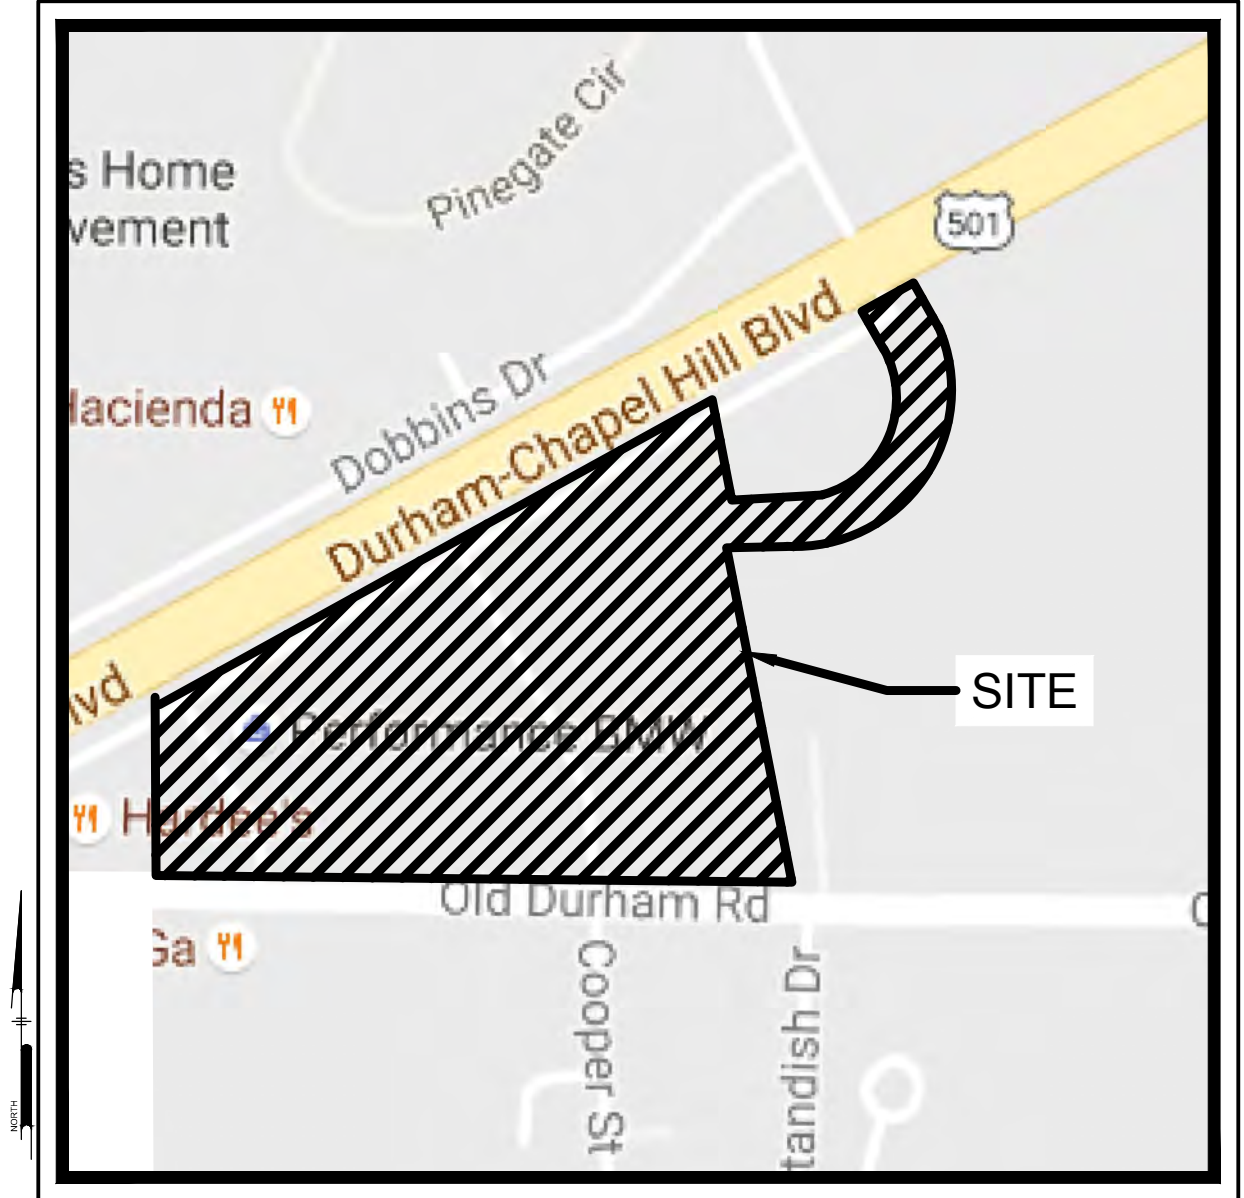 Pinegate Cir
s Home
vement
501
Durham-Chapel Hill Blvd
Dobbins Dr
Hacienda
lvd
SITE
Performance BMW
Hardee's
Old Durham Rd
Ga
Cooper St
tandish Dr
NORTH